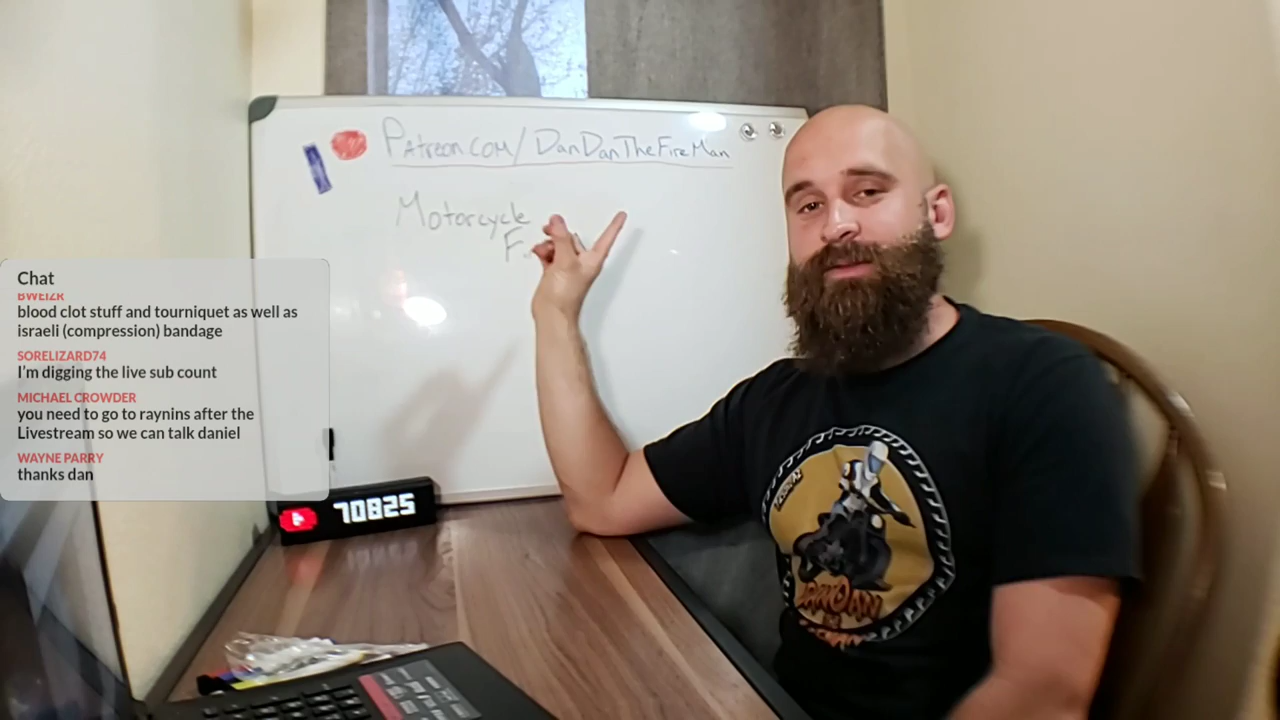 Patreon.com/DanDanTheFireMan
Motorcycle
F
Chat
BWEIZR
blood clot stuff and tourniquet as well as
israeli (compression) bandage
SORELIZARD74
I'm digging the live sub count
MICHAEL CROWDER
you need to go to raynins after the
Livestream so we can talk daniel
WAYNE PARRY
thanks dan
70825